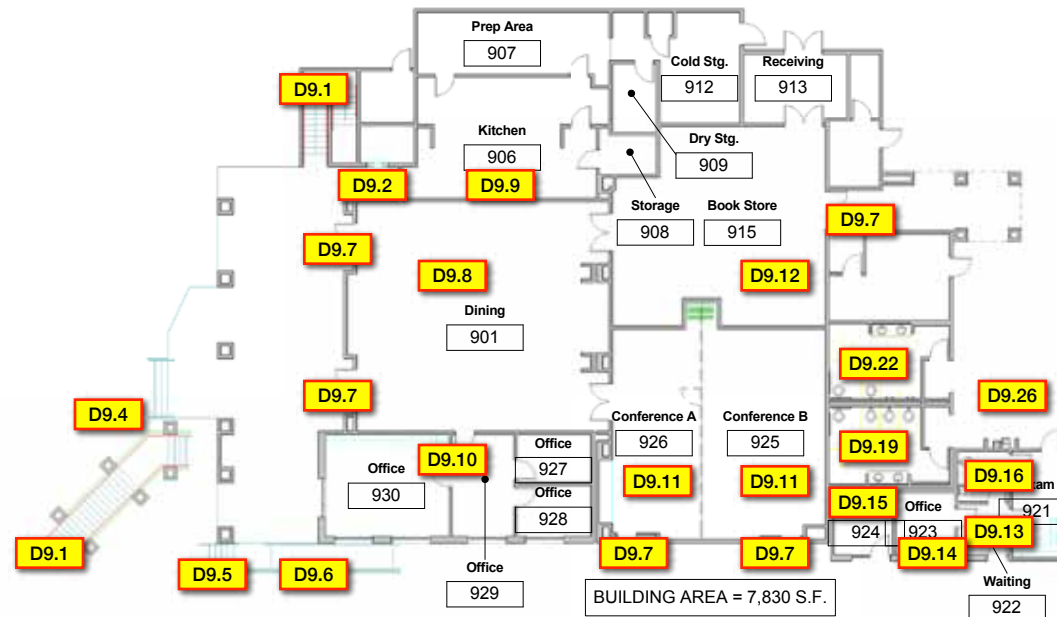 Prep Area
907
Cold Stg.
912
Receiving
913
D9.1
Kitchen
906
Dry Stg.
909
D9.2
D9.9
Storage
908
Book Store
915
D9.7
D9.7
D9.8
D9.12
Dining
901
D9.22
D9.7
D9.4
D9.26
Conference A
926
Conference B
925
D9.19
Office
927
D9.10
Office
930
D9.11
D9.11
D9.16
Office
928
D9.15
Office
921
924
923
D9.13
D9.1
D9.5
D9.6
D9.7
D9.7
D9.14
Office
929
Waiting
922
BUILDING AREA = 7,830 S.F.